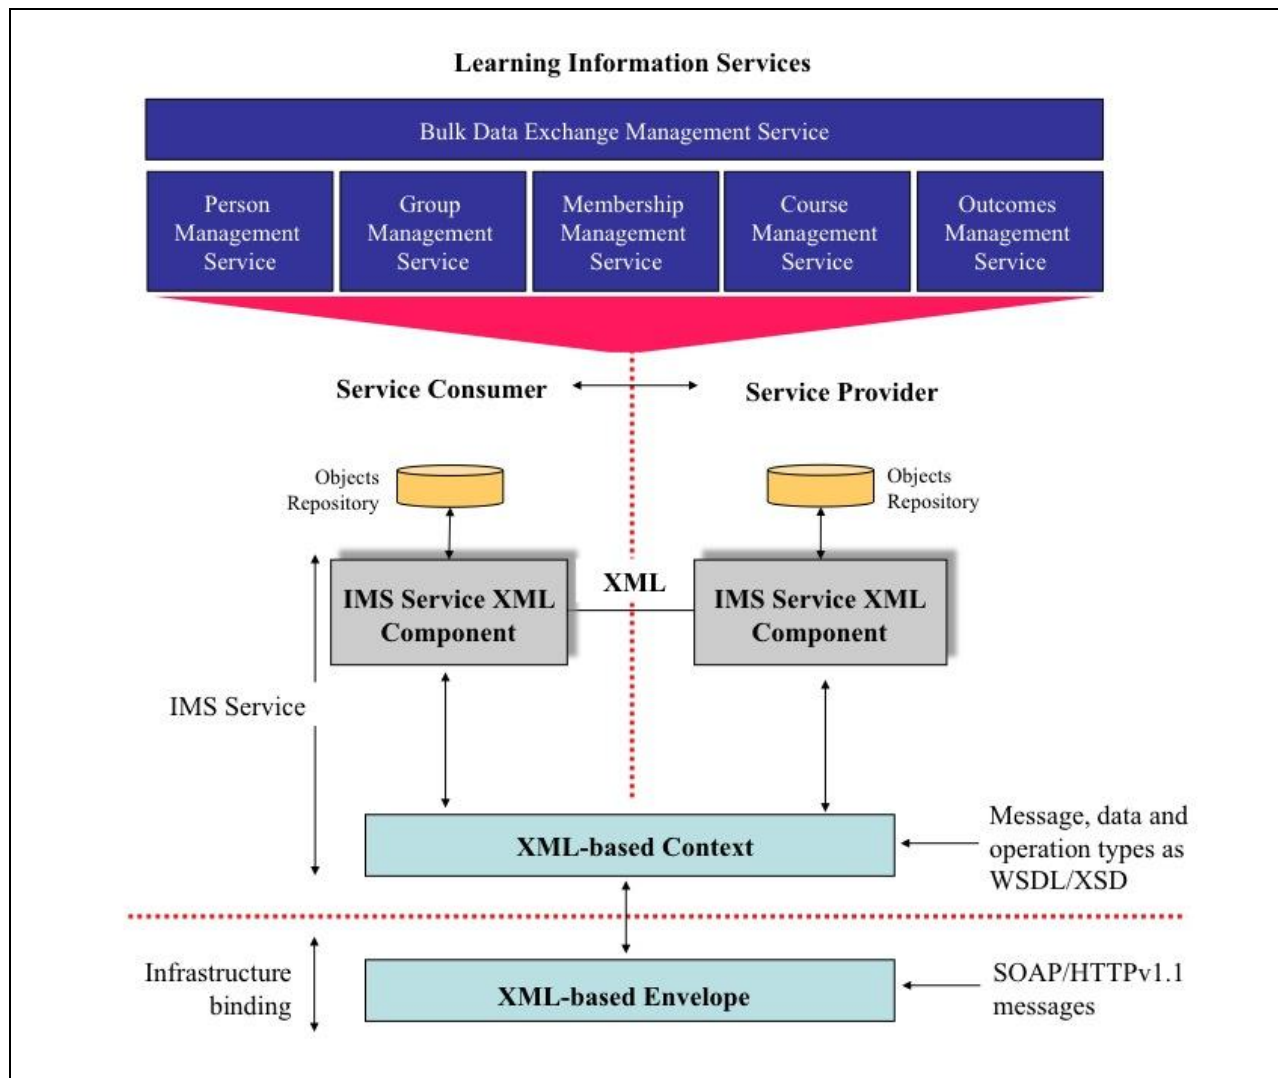 Learning Information Services
Bulk Data Exchange Management Service
Person
Management
Service
Group
Management
Service
Membership
Management
Service
Course
Management
Service
Outcomes
Management
Service
Service Consumer
Service Provider
Objects
Repository
Objects
Repository
IMS Service XML
Component
XML
IMS Service XML
Component
IMS Service
XML-based Context
Message, data and
operation types as
WSDL/XSD
Infrastructure
binding
XML-based Envelope
SOAP/HTTPv1.1
messages